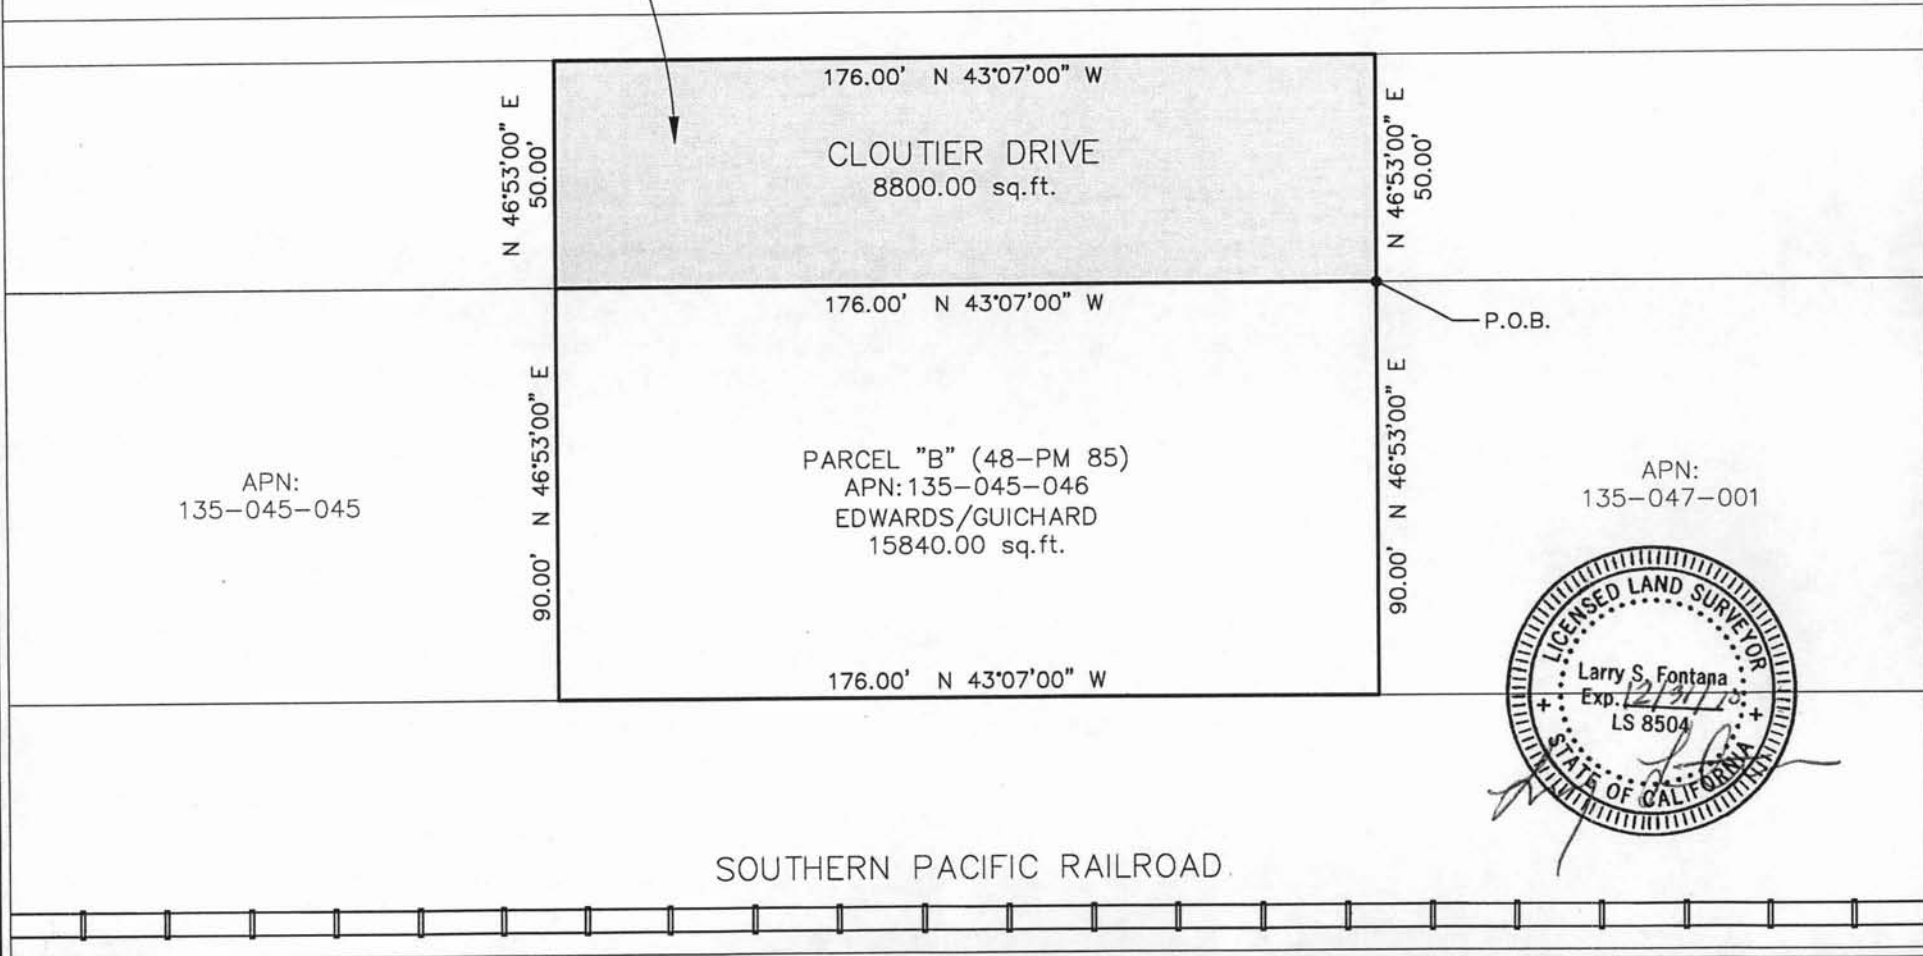 176.00' N 43°07'00" W
N 46°53'00" E
50.00'
CLOUTIER DRIVE
8800.00 sq.ft.
N 46°53'00" E
50.00'
176.00' N 43°07'00" W
P.O.B.
90.00' N 46°53'00" E
PARCEL "B" (48-PM 85)
APN:135-045-046
EDWARDS/GUICHARD
15840.00 sq.ft.
90.00' N 46°53'00" E
APN:
135-045-045
APN:
135-047-001
176.00' N 43°07'00" W
LICENSED LAND SURVEYOR
Larry S. Fontana
Exp. 12/31/10
LS 8504
STATE OF CALIFORNIA
SOUTHERN PACIFIC RAILROAD